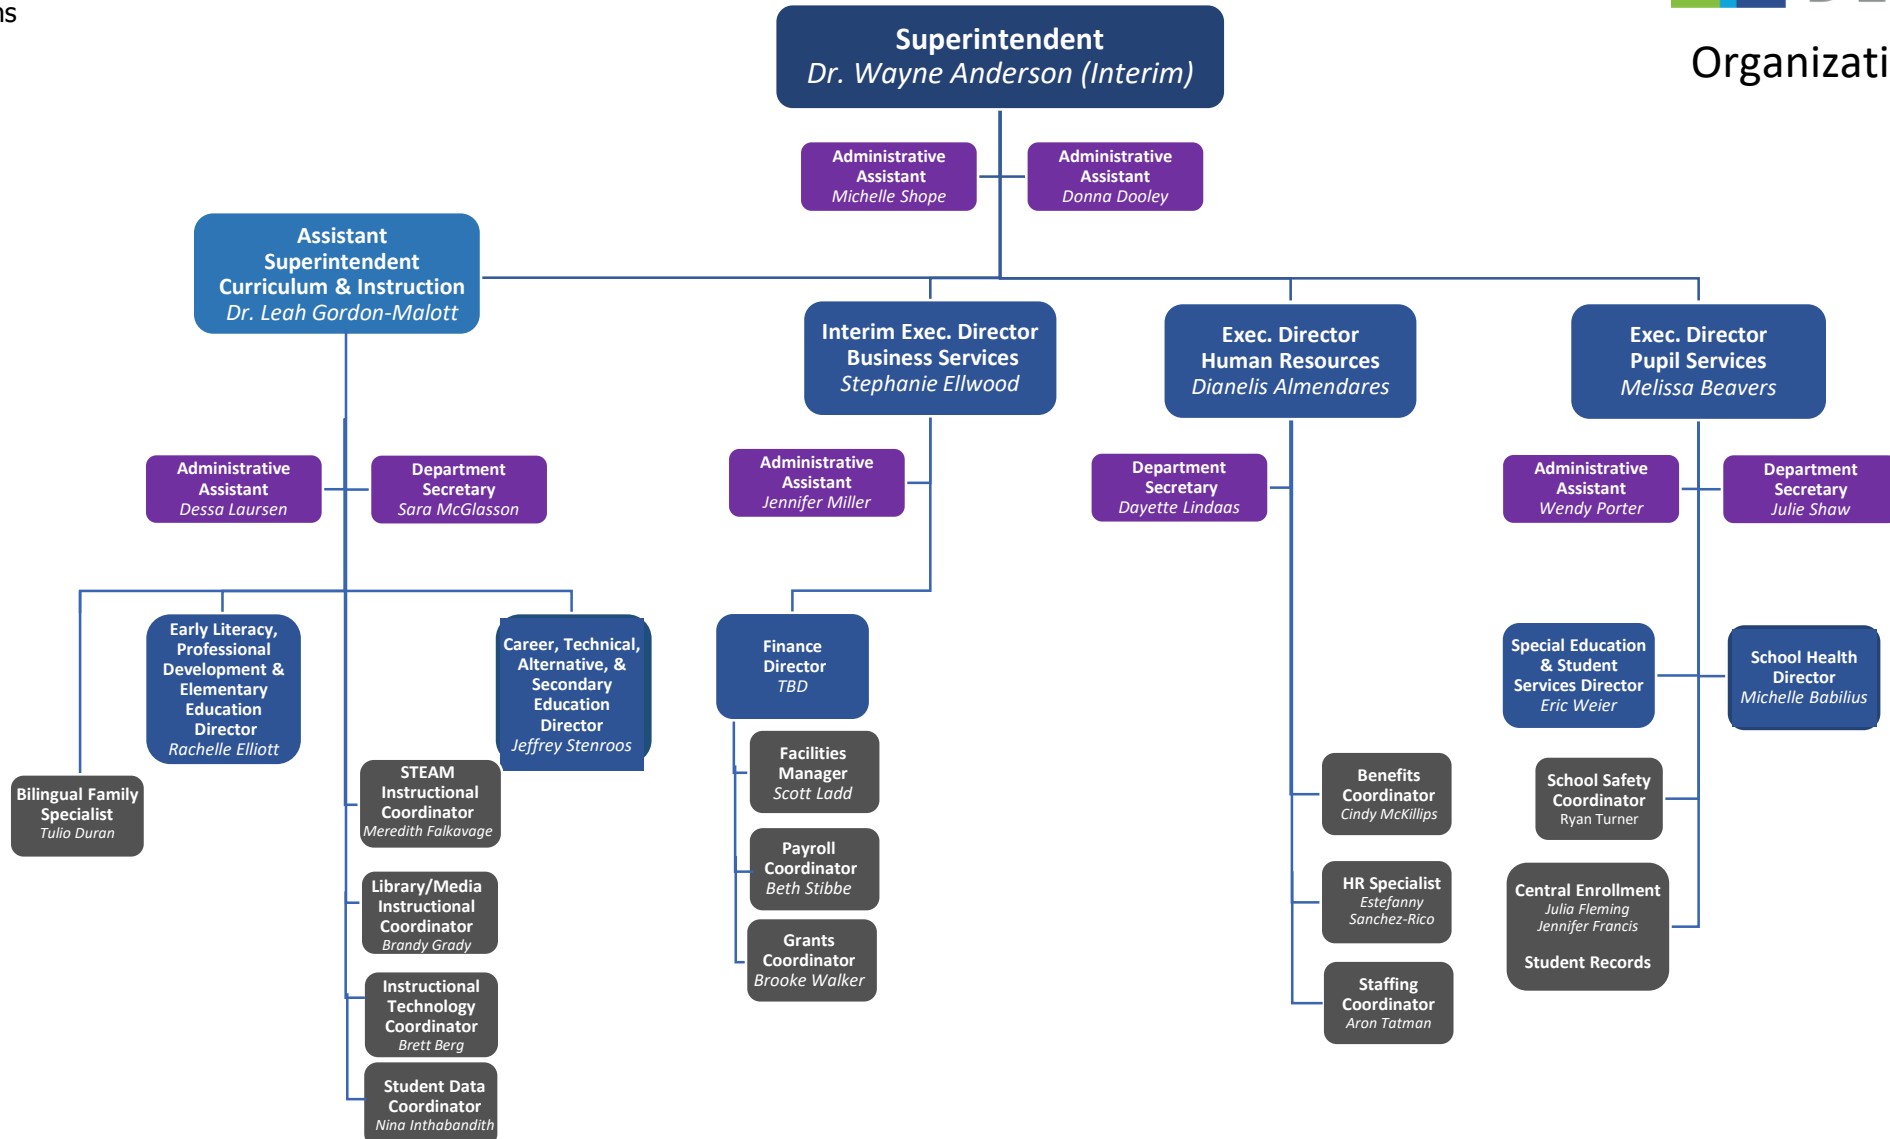 Organizati
Superintendent
Dr. Wayne Anderson (Interim)
Administrative
Assistant
Michelle Shope
Administrative
Assistant
Donna Dooley
Assistant
Superintendent
Curriculum & Instruction
Dr. Leah Gordon-Malott
Interim Exec. Director
Business Services
Stephanie Ellwood
Exec. Director
Human Resources
Dianelis Almendares
Exec. Director
Pupil Services
Melissa Beavers
Administrative
Assistant
Dessa Laursen
Department
Secretary
Sara McGlasson
Administrative
Assistant
Jennifer Miller
Department
Secretary
Dayette Lindaas
Administrative
Assistant
Wendy Porter
Department
Secretary
Julie Shaw
Early Literacy,
Professional
Development &
Elementary
Education
Director
Rachelle Elliott
Career, Technical,
Alternative, &
Secondary
Education
Director
Jeffrey Stenroos
Finance
Director
TBD
Special Education
& Student
Services Director
Eric Weier
School Health
Director
Michelle Babilius
Bilingual Family
Specialist
Tulio Duran
STEAM
Instructional
Coordinator
Meredith Falkavage
Library/Media
Instructional
Coordinator
Brandy Grady
Instructional
Technology
Coordinator
Brett Berg
Student Data
Coordinator
Nina Inthabandith
Facilities
Manager
Scott Ladd
Payroll
Coordinator
Beth Stibbe
Grants
Coordinator
Brooke Walker
Benefits
Coordinator
Cindy McKillips
HR Specialist
Estefanny
Sanchez-Rico
Staffing
Coordinator
Aron Tatman
School Safety
Coordinator
Ryan Turner
Central Enrollment
Julia Fleming
Jennifer Francis
Student Records